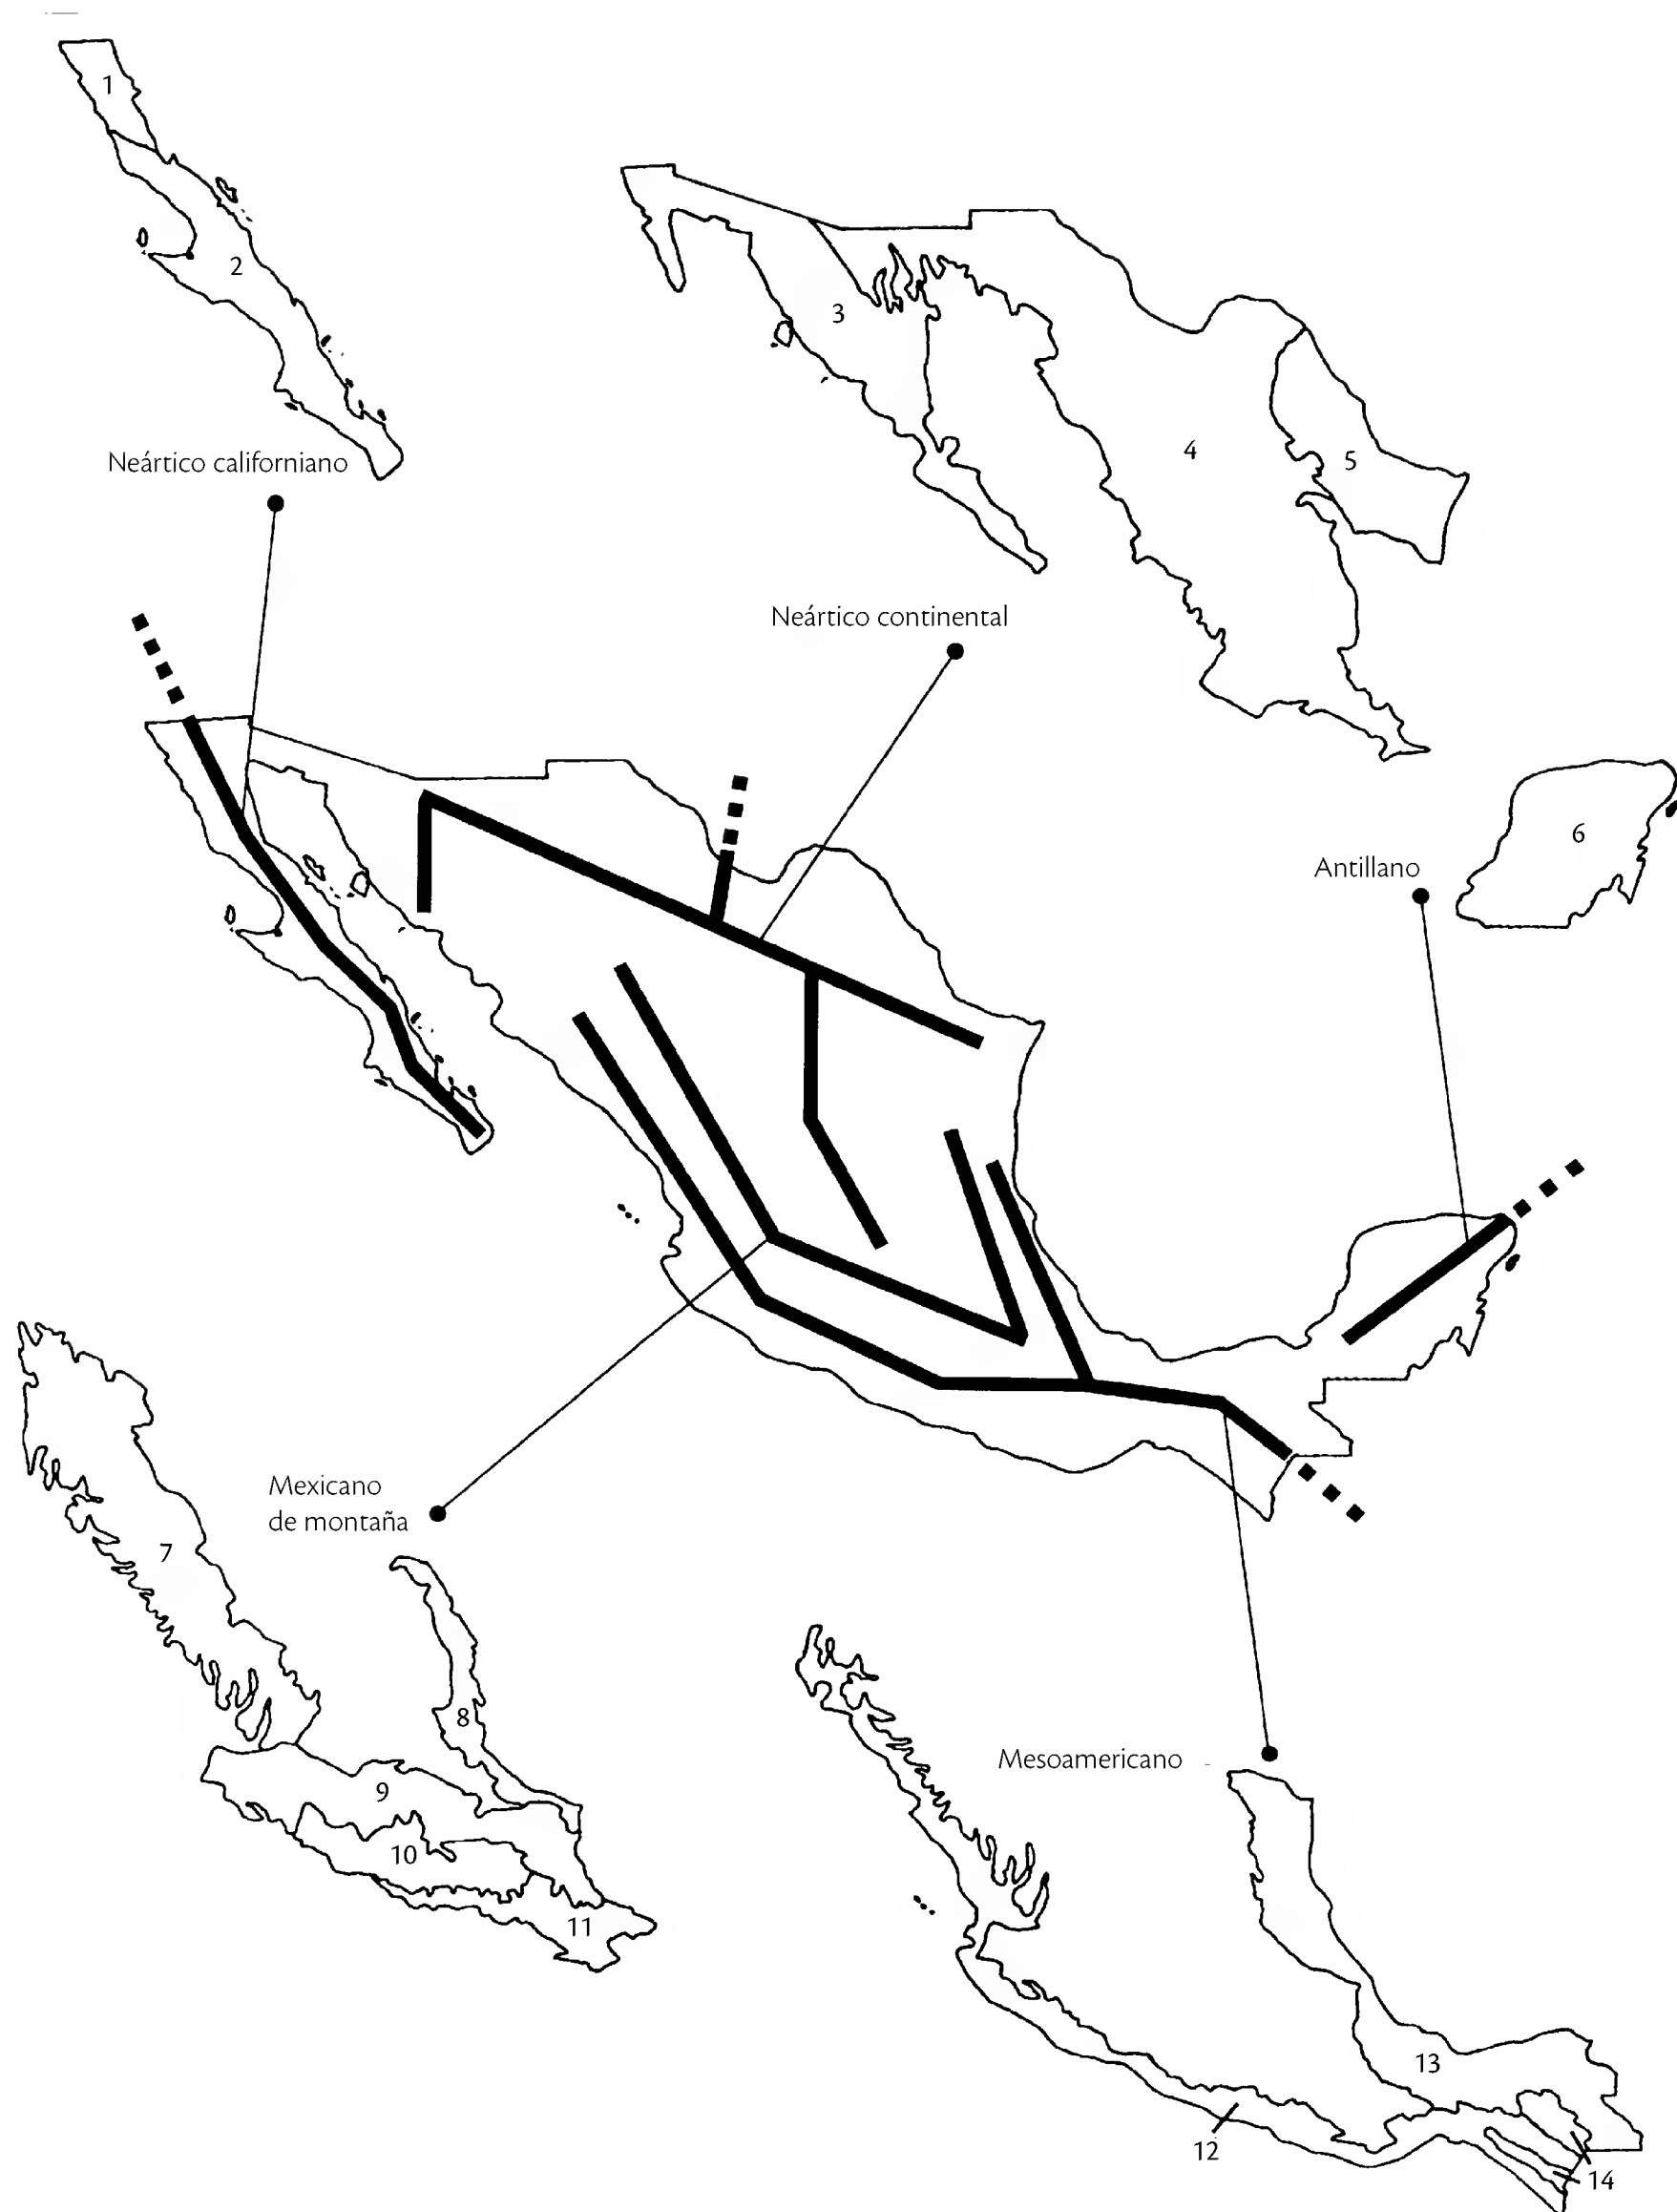 1
2
Neártico californiano
3
4
5
Neártico continental
6
Antillano
Mexicano
de montaña
7
8
9
10
11
Mesoamericano
12
13
14